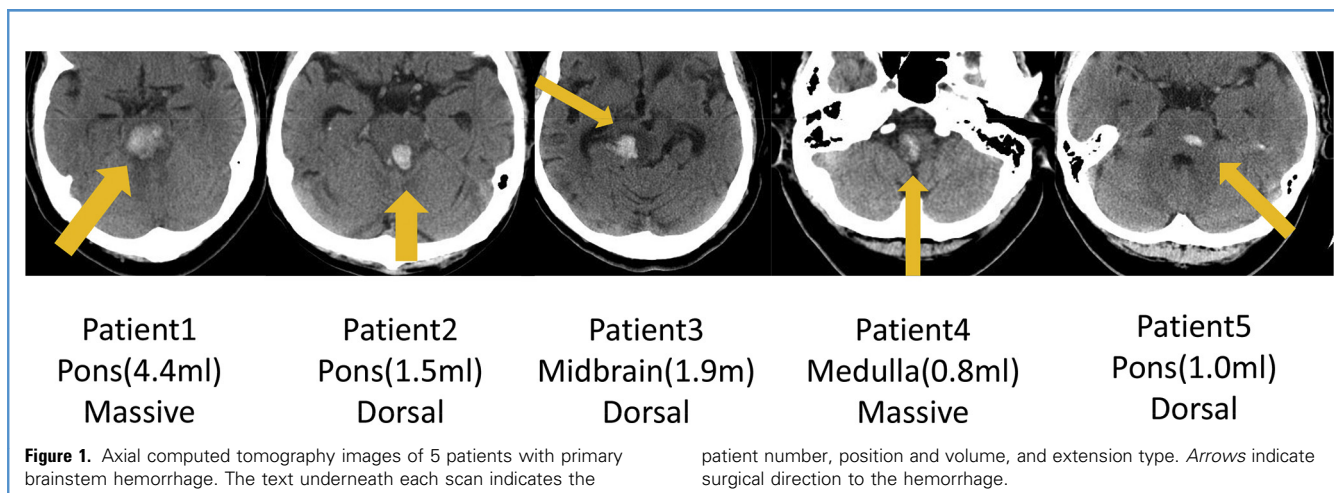 Patient1
Pons(4.4ml)
Massive
Patient2
Pons(1.5ml)
Dorsal
Patient3
Midbrain(1.9m)
Dorsal
Patient4
Medulla(0.8ml)
Massive
Patient5
Pons(1.0ml)
Dorsal
Figure 1. Axial computed tomography images of 5 patients with primary
brainstem hemorrhage. The text underneath each scan indicates the
patient number, position and volume, and extension type. Arrows indicate
surgical direction to the hemorrhage.